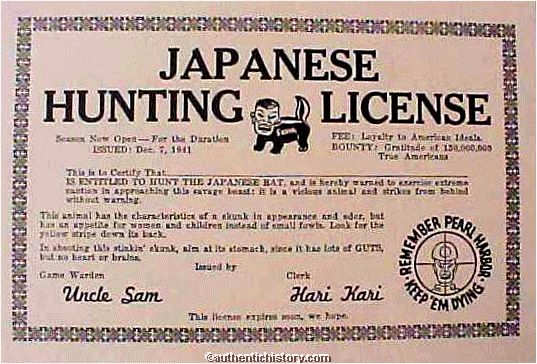 JAPANESE
HUNTING LICENSE
Season Now Open—For the Duration
ISSUED: Dec. 7, 1941
FEE: Loyalty to American Ideals.
BOUNTY: Gratitude of 130,000,000
True Americans
This is to Certify That
IS ENTITLED TO HUNT THE JAPANESE RAT, and is hereby warned to exercise extreme
caution in approaching this savage beast; it is a vicious animal and strikes from behind
without warning.
This animal has the characteristics of a skunk in appearance and odor, but
has an appetite for women and children instead of small fowls. Look for the
yellow stripe down its back.
In shooting this stinkin' skunk, aim at its stomach, since it has lots of GUTS,
but no heart or brains.
Issued by
Game Warden
Clerk
Uncle Sam
Hari Kari
REMEMBER PEARL HARBOR
KEEP 'EM DYING
This license expires soon, we hope.
©authentichistory.com